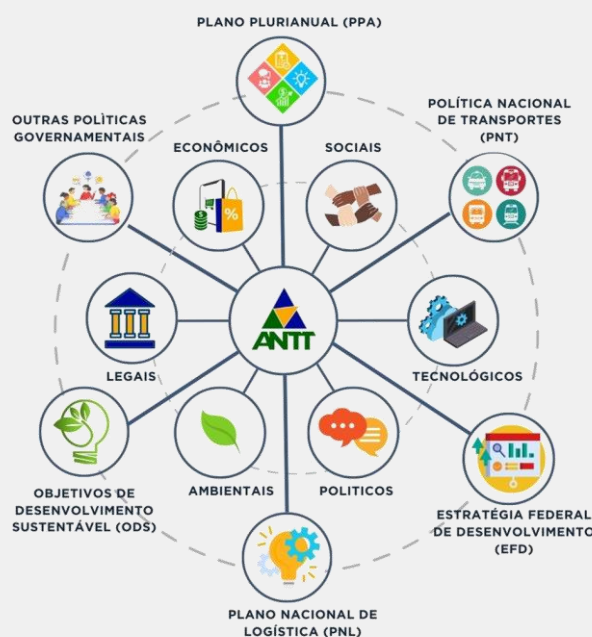 PLANO PLURIANUAL (PPA)
OUTRAS POLÌTICAS
GOVERNAMENTAIS
POLÍTICA NACIONAL
DE TRANSPORTES
(PNT)
ECONÔMICOS
SOCIAIS
%
ANTT
LEGAIS
TECNOLÓGICOS
AMBIENTAIS
POLITICOS
OBJETIVOS DE
DESENVOLVIMENTO
SUSTENTÁVEL (ODS)
ESTRATÉGIA FEDERAL
DE DESENVOLVIMENTO
(EFD)
PLANO NACIONAL DE
LOGÍSTICA (PNL)